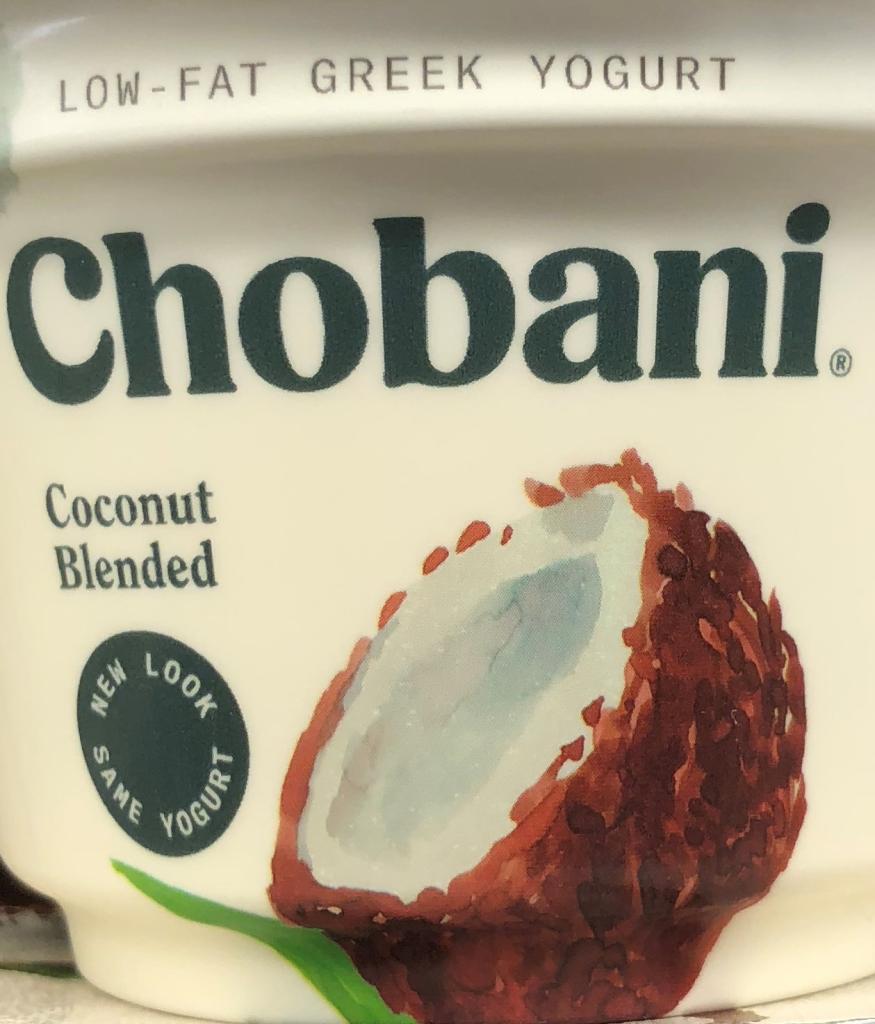 LOW-FAT GREEK YOGURT
Chobani®
Coconut
Blended
NEW LOOK
SAME YOGURT